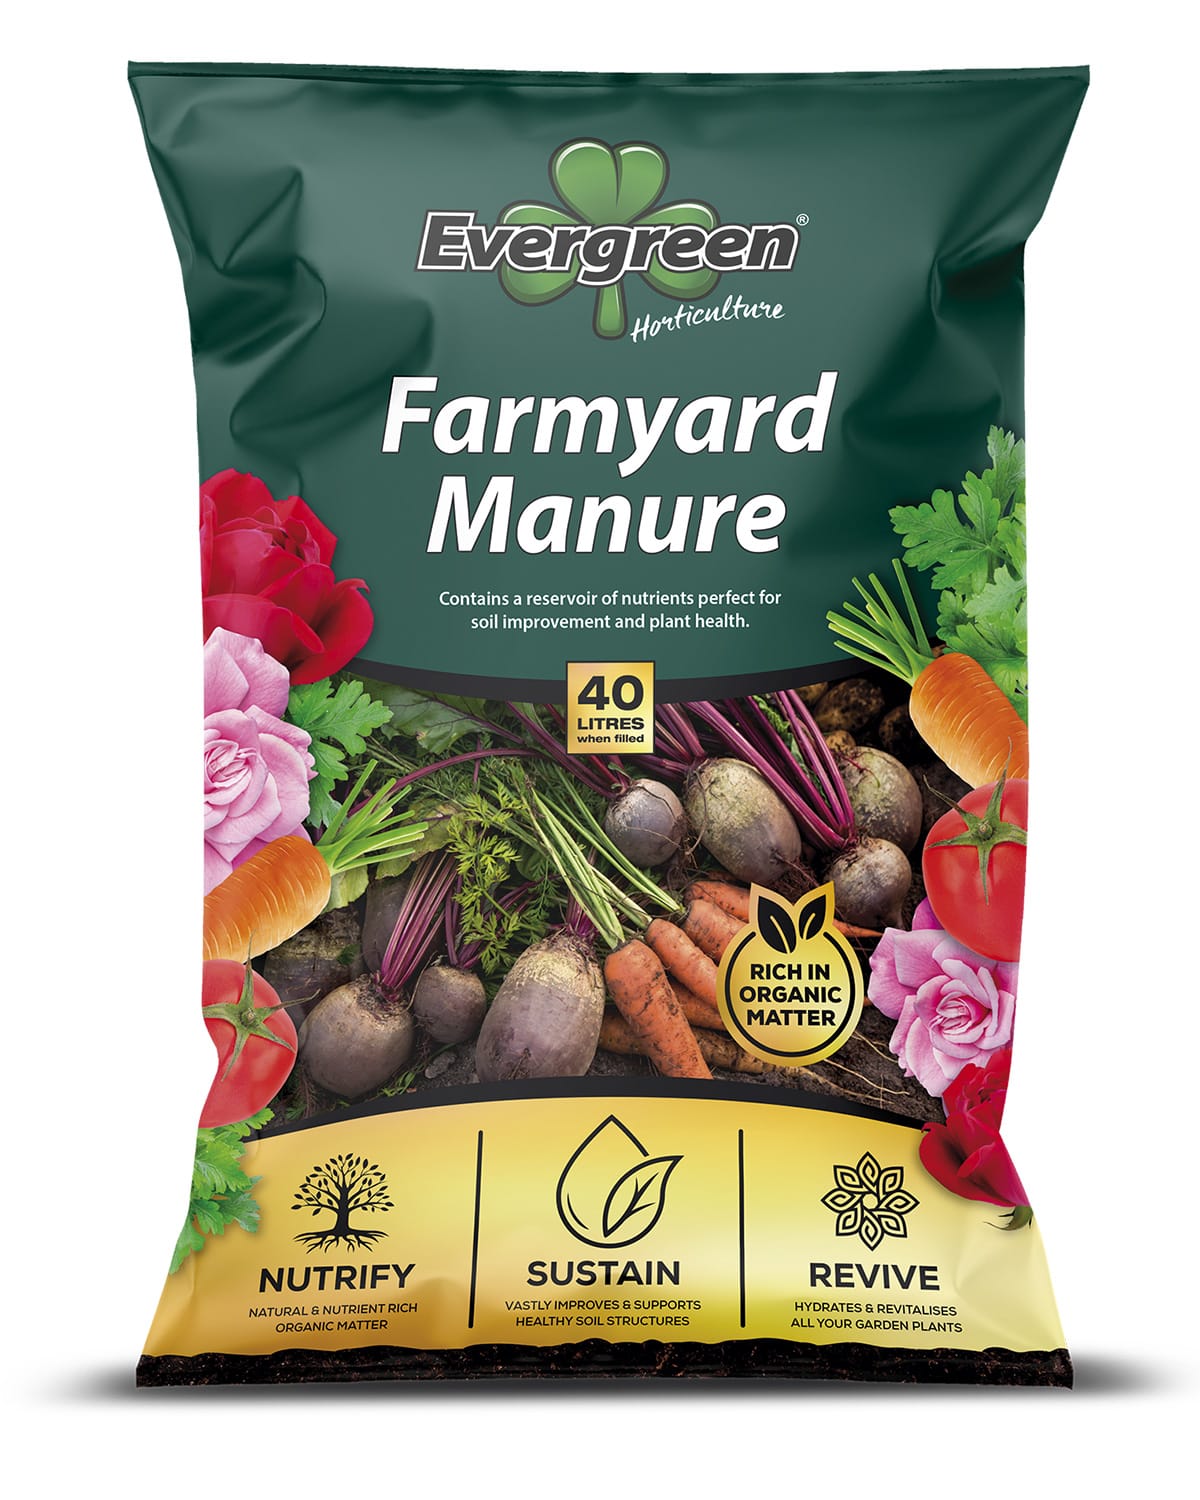 Evergreen®
Horticulture
Farmyard
Manure
Contains a reservoir of nutrients perfect for
soil improvement and plant health.
40
LITRES
when filled
RICH IN
ORGANIC
MATTER
NUTRIFY
NATURAL & NUTRIENT RICH
ORGANIC MATTER
SUSTAIN
VASTLY IMPROVES & SUPPORTS
HEALTHY SOIL STRUCTURES
REVIVE
HYDRATES & REVITALISES
ALL YOUR GARDEN PLANTS